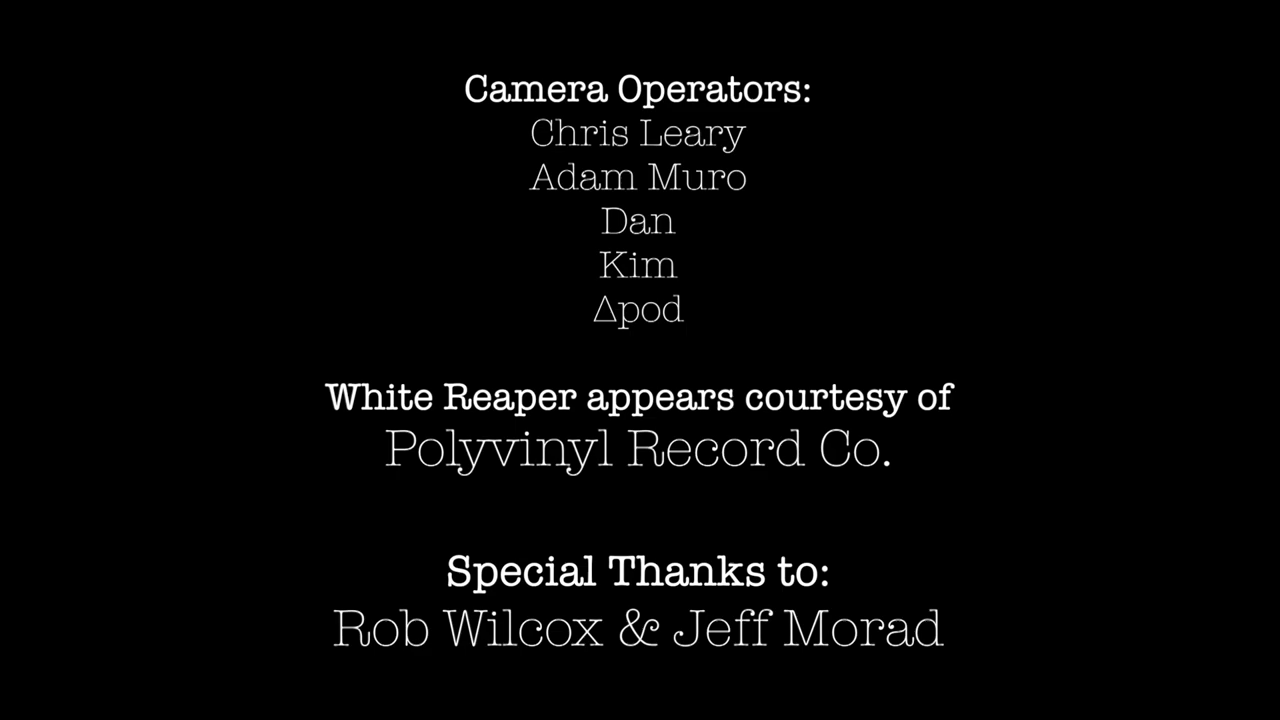 Camera Operators:
Chris Leary
Adam Muro
Dan
Kim
Δpod
White Reaper appears courtesy of
Polyvinyl Record Co.
Special Thanks to:
Rob Wilcox & Jeff Morad